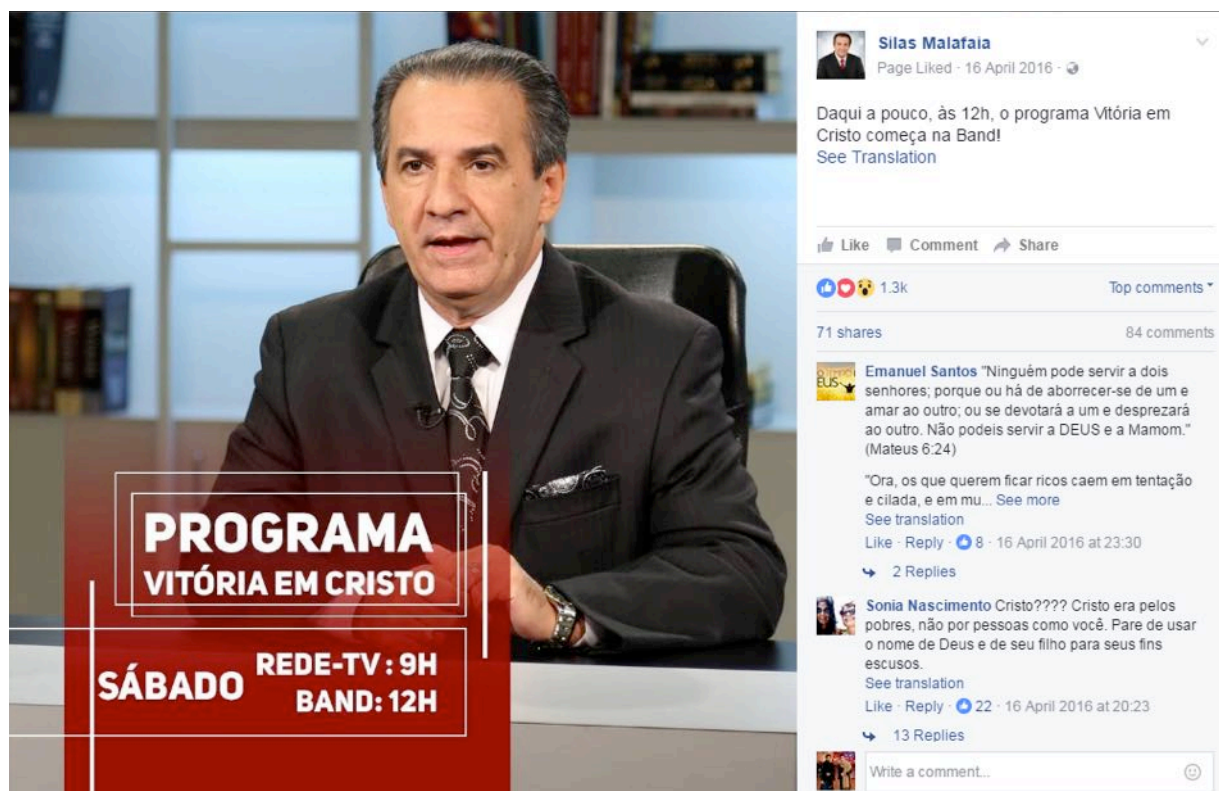 PROGRAMA
VITÓRIA EM CRISTO
SÁBADO
REDE-TV : 9H
BAND: 12H
Silas Malafaia
Page Liked · 16 April 2016 ·
Daqui a pouco, às 12h, o programa Vitória em
Cristo começa na Band!
See Translation
Like Comment Share
1.3k Top comments
71 shares 84 comments
EUS
Emanuel Santos "Ninguém pode servir a dois
senhores; porque ou há de aborrecer-se de um e
amar ao outro; ou se devotará a um e desprezará
ao outro. Não podeis servir a DEUS e a Mamom."
(Mateus 6:24)
"Ora, os que querem ficar ricos caem em tentação
e cilada, e em mu... See more
See translation
Like · Reply · 8 · 16 April 2016 at 23:30
2 Replies
Sonia Nascimento Cristo???? Cristo era pelos
pobres, não por pessoas como você. Pare de usar
o nome de Deus e de seu filho para seus fins
escusos.
See translation
Like · Reply · 22 · 16 April 2016 at 20:23
13 Replies
Write a comment...